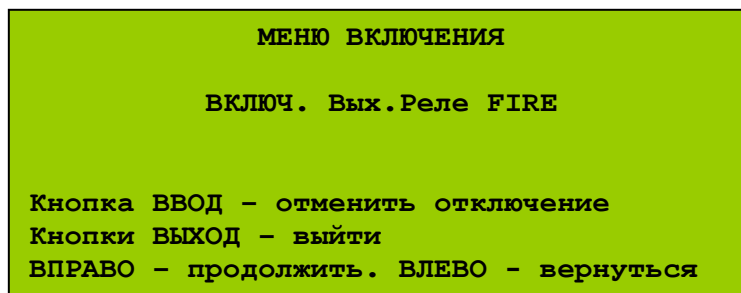 МЕНЮ ВКЛЮЧЕНИЯ
ВКЛЮЧ. Вых.Реле FIRE
Кнопка ВВОД – отменить отключение
Кнопки ВЫХОД – выйти
ВПРАВО – продолжить. ВЛЕВО - вернуться